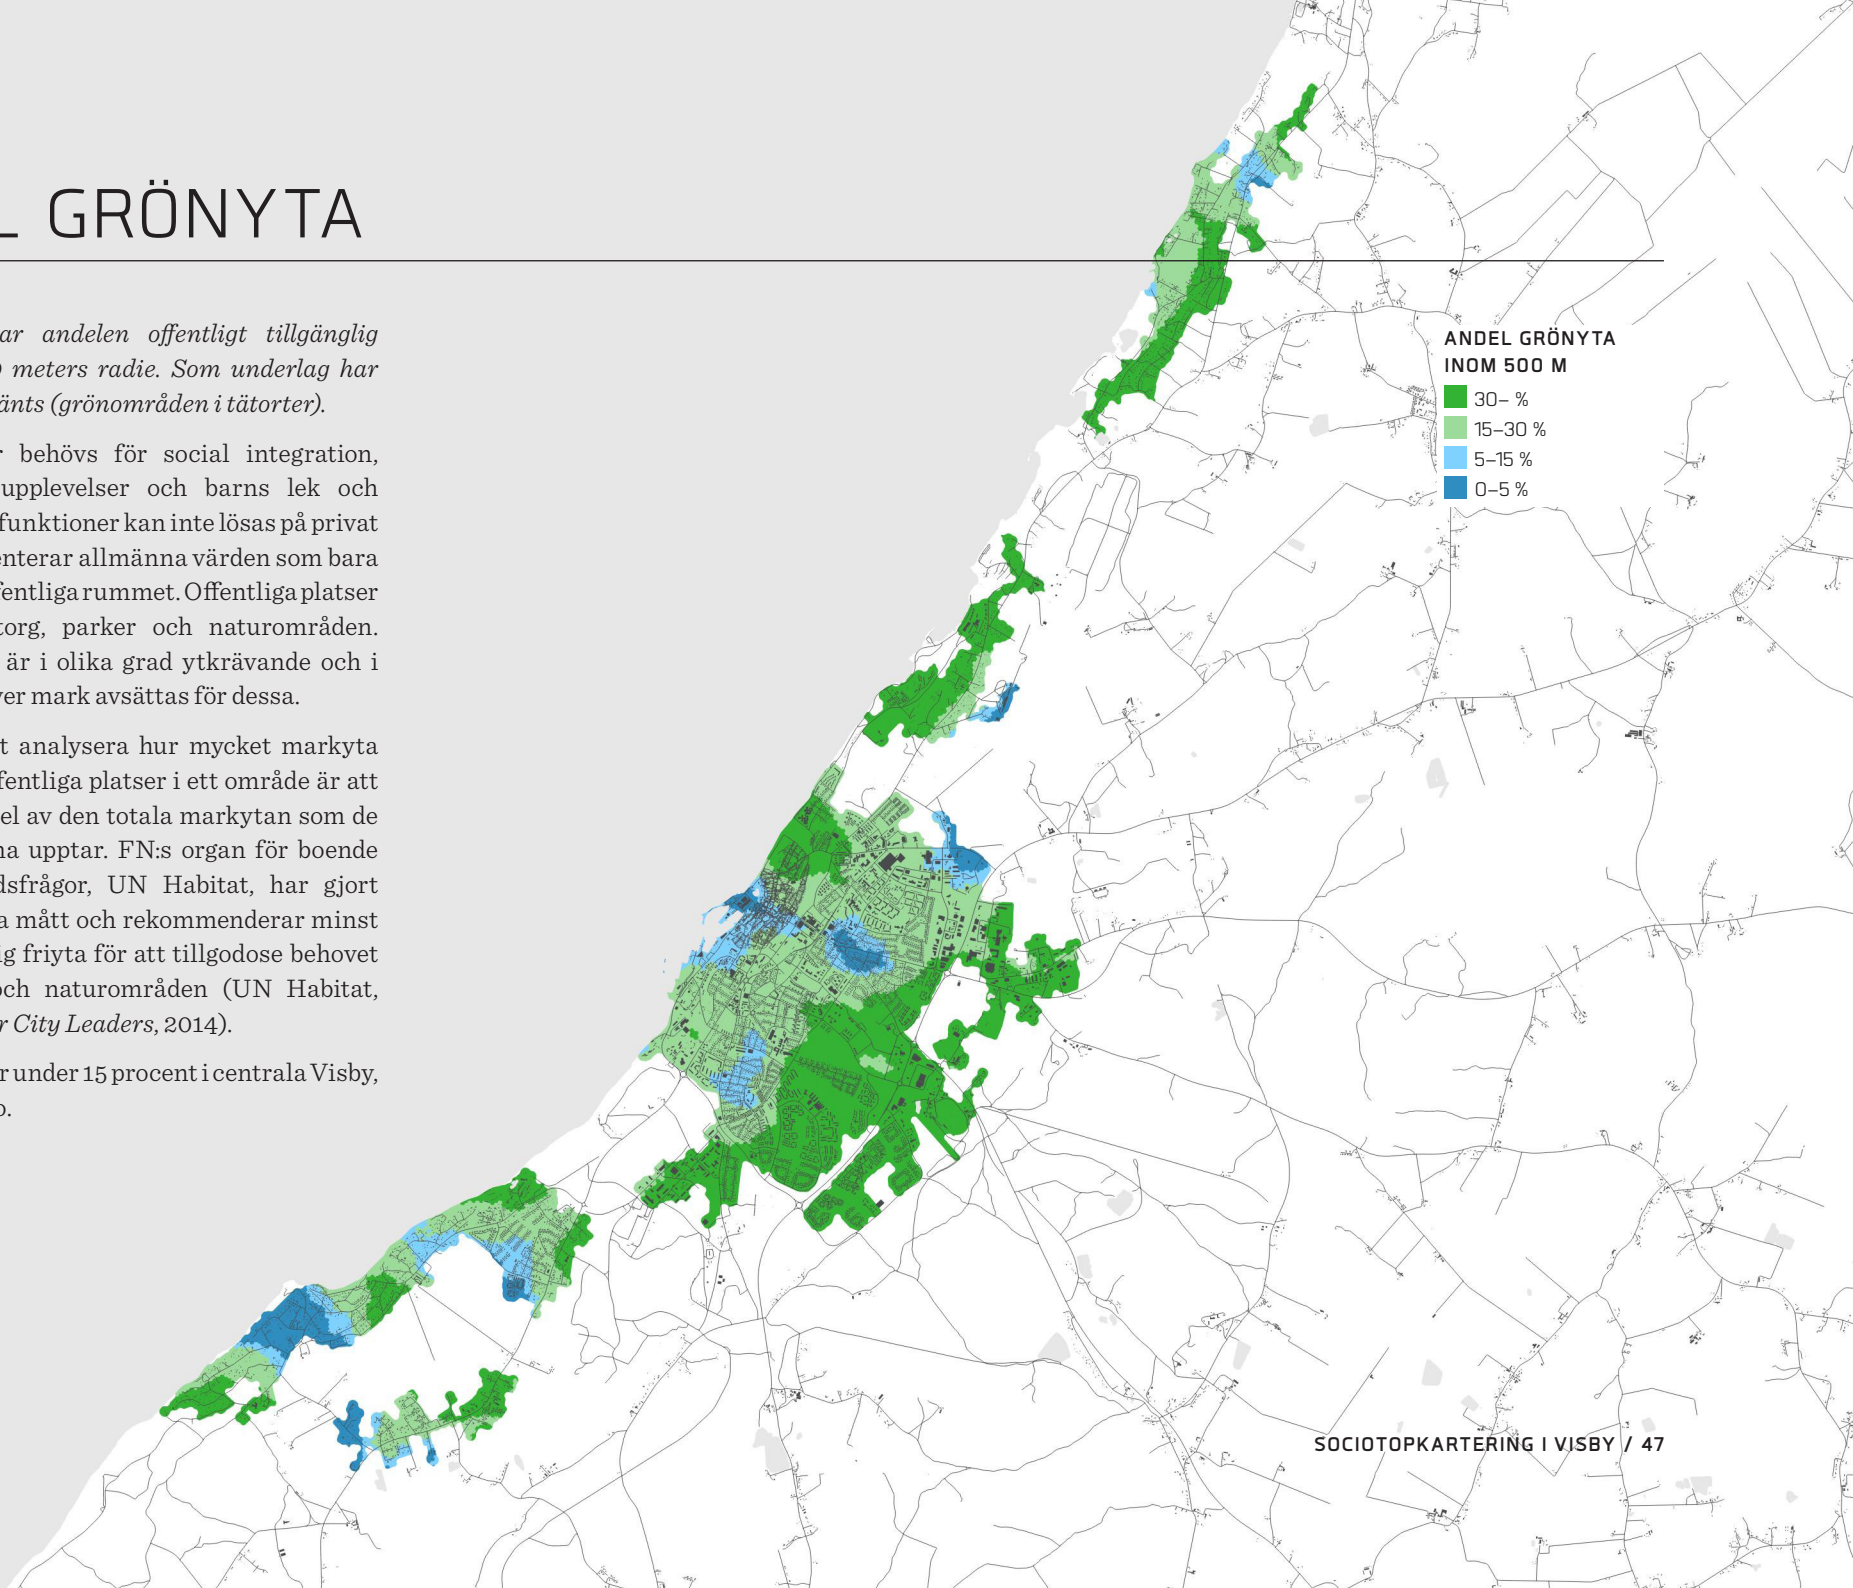 L GRÖNYTA
ar andelen offentligt tillgänglig
meters radie. Som underlag har
änts (grönområden i tätorter).
r behövs för social integration,
upplevelser och barns lek och
funktioner kan inte lösas på privat
enterar allmänna värden som bara
entliga rummet. Offentliga platser
torg, parker och naturområden.
är i olika grad ytkrävande och i
ver mark avsättas för dessa.
t analysera hur mycket markyta
fentliga platser i ett område är att
el av den totala markytan som de
na upptar. FN:s organ för boende
dsfrågor, UN Habitat, har gjort
a mått och rekommenderar minst
ig friyta för att tillgodose behovet
och naturområden (UN Habitat,
r City Leaders, 2014).
r under 15 procent i centrala Visby,
o.
ANDEL GRÖNYTA
INOM 500 M
30– %
15–30 %
5–15 %
0–5 %
SOCIOTOPKARTERING I VISBY / 47